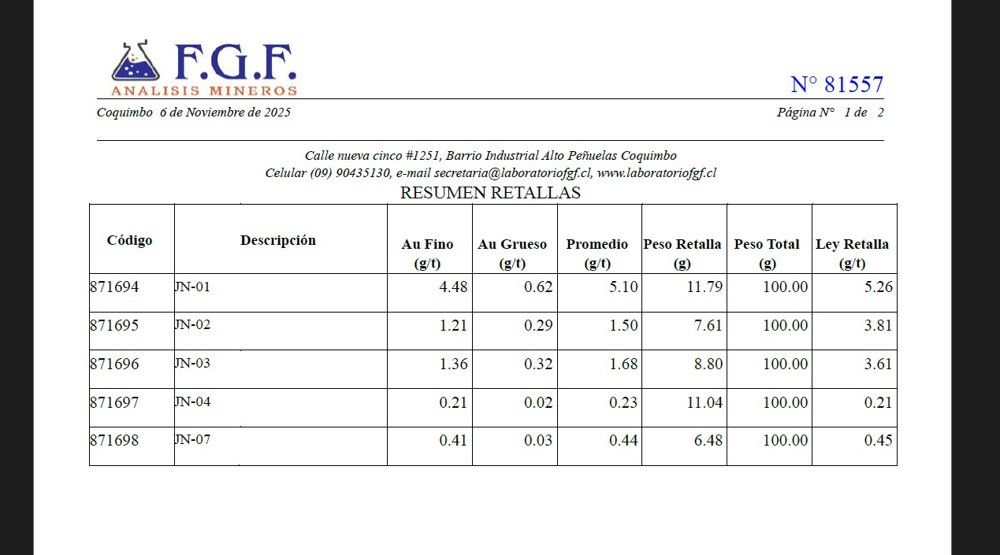 F.G.F.
ANALISIS MINEROS
N° 81557
Coquimbo 6 de Noviembre de 2025 Página N° 1 de 2
Calle nueva cinco #1251, Barrio Industrial Alto Peñuelas Coquimbo
Celular (09) 90435130, e-mail secretaria@laboratoriofgf.cl, www.laboratoriofgf.cl
RESUMEN RETALLAS
Código Descripción Au Fino (g/t) Au Grueso (g/t) Promedio (g/t) Peso Retalla (g) Peso Total (g) Ley Retalla (g/t)
871694 JN-01 4.48 0.62 5.10 11.79 100.00 5.26
871695 JN-02 1.21 0.29 1.50 7.61 100.00 3.81
871696 JN-03 1.36 0.32 1.68 8.80 100.00 3.61
871697 JN-04 0.21 0.02 0.23 11.04 100.00 0.21
871698 JN-07 0.41 0.03 0.44 6.48 100.00 0.45